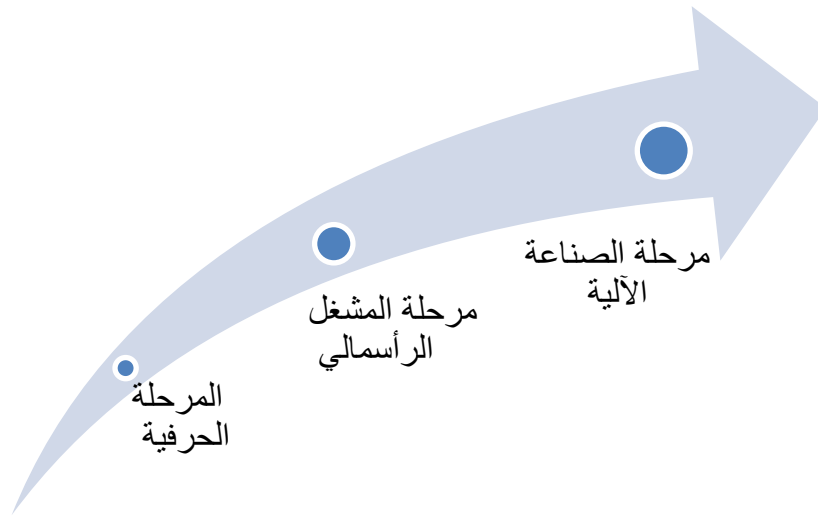 مرحلة الصناعة
الآلية
مرحلة المشغل
الرأسمالي
المرحلة
الحرفية